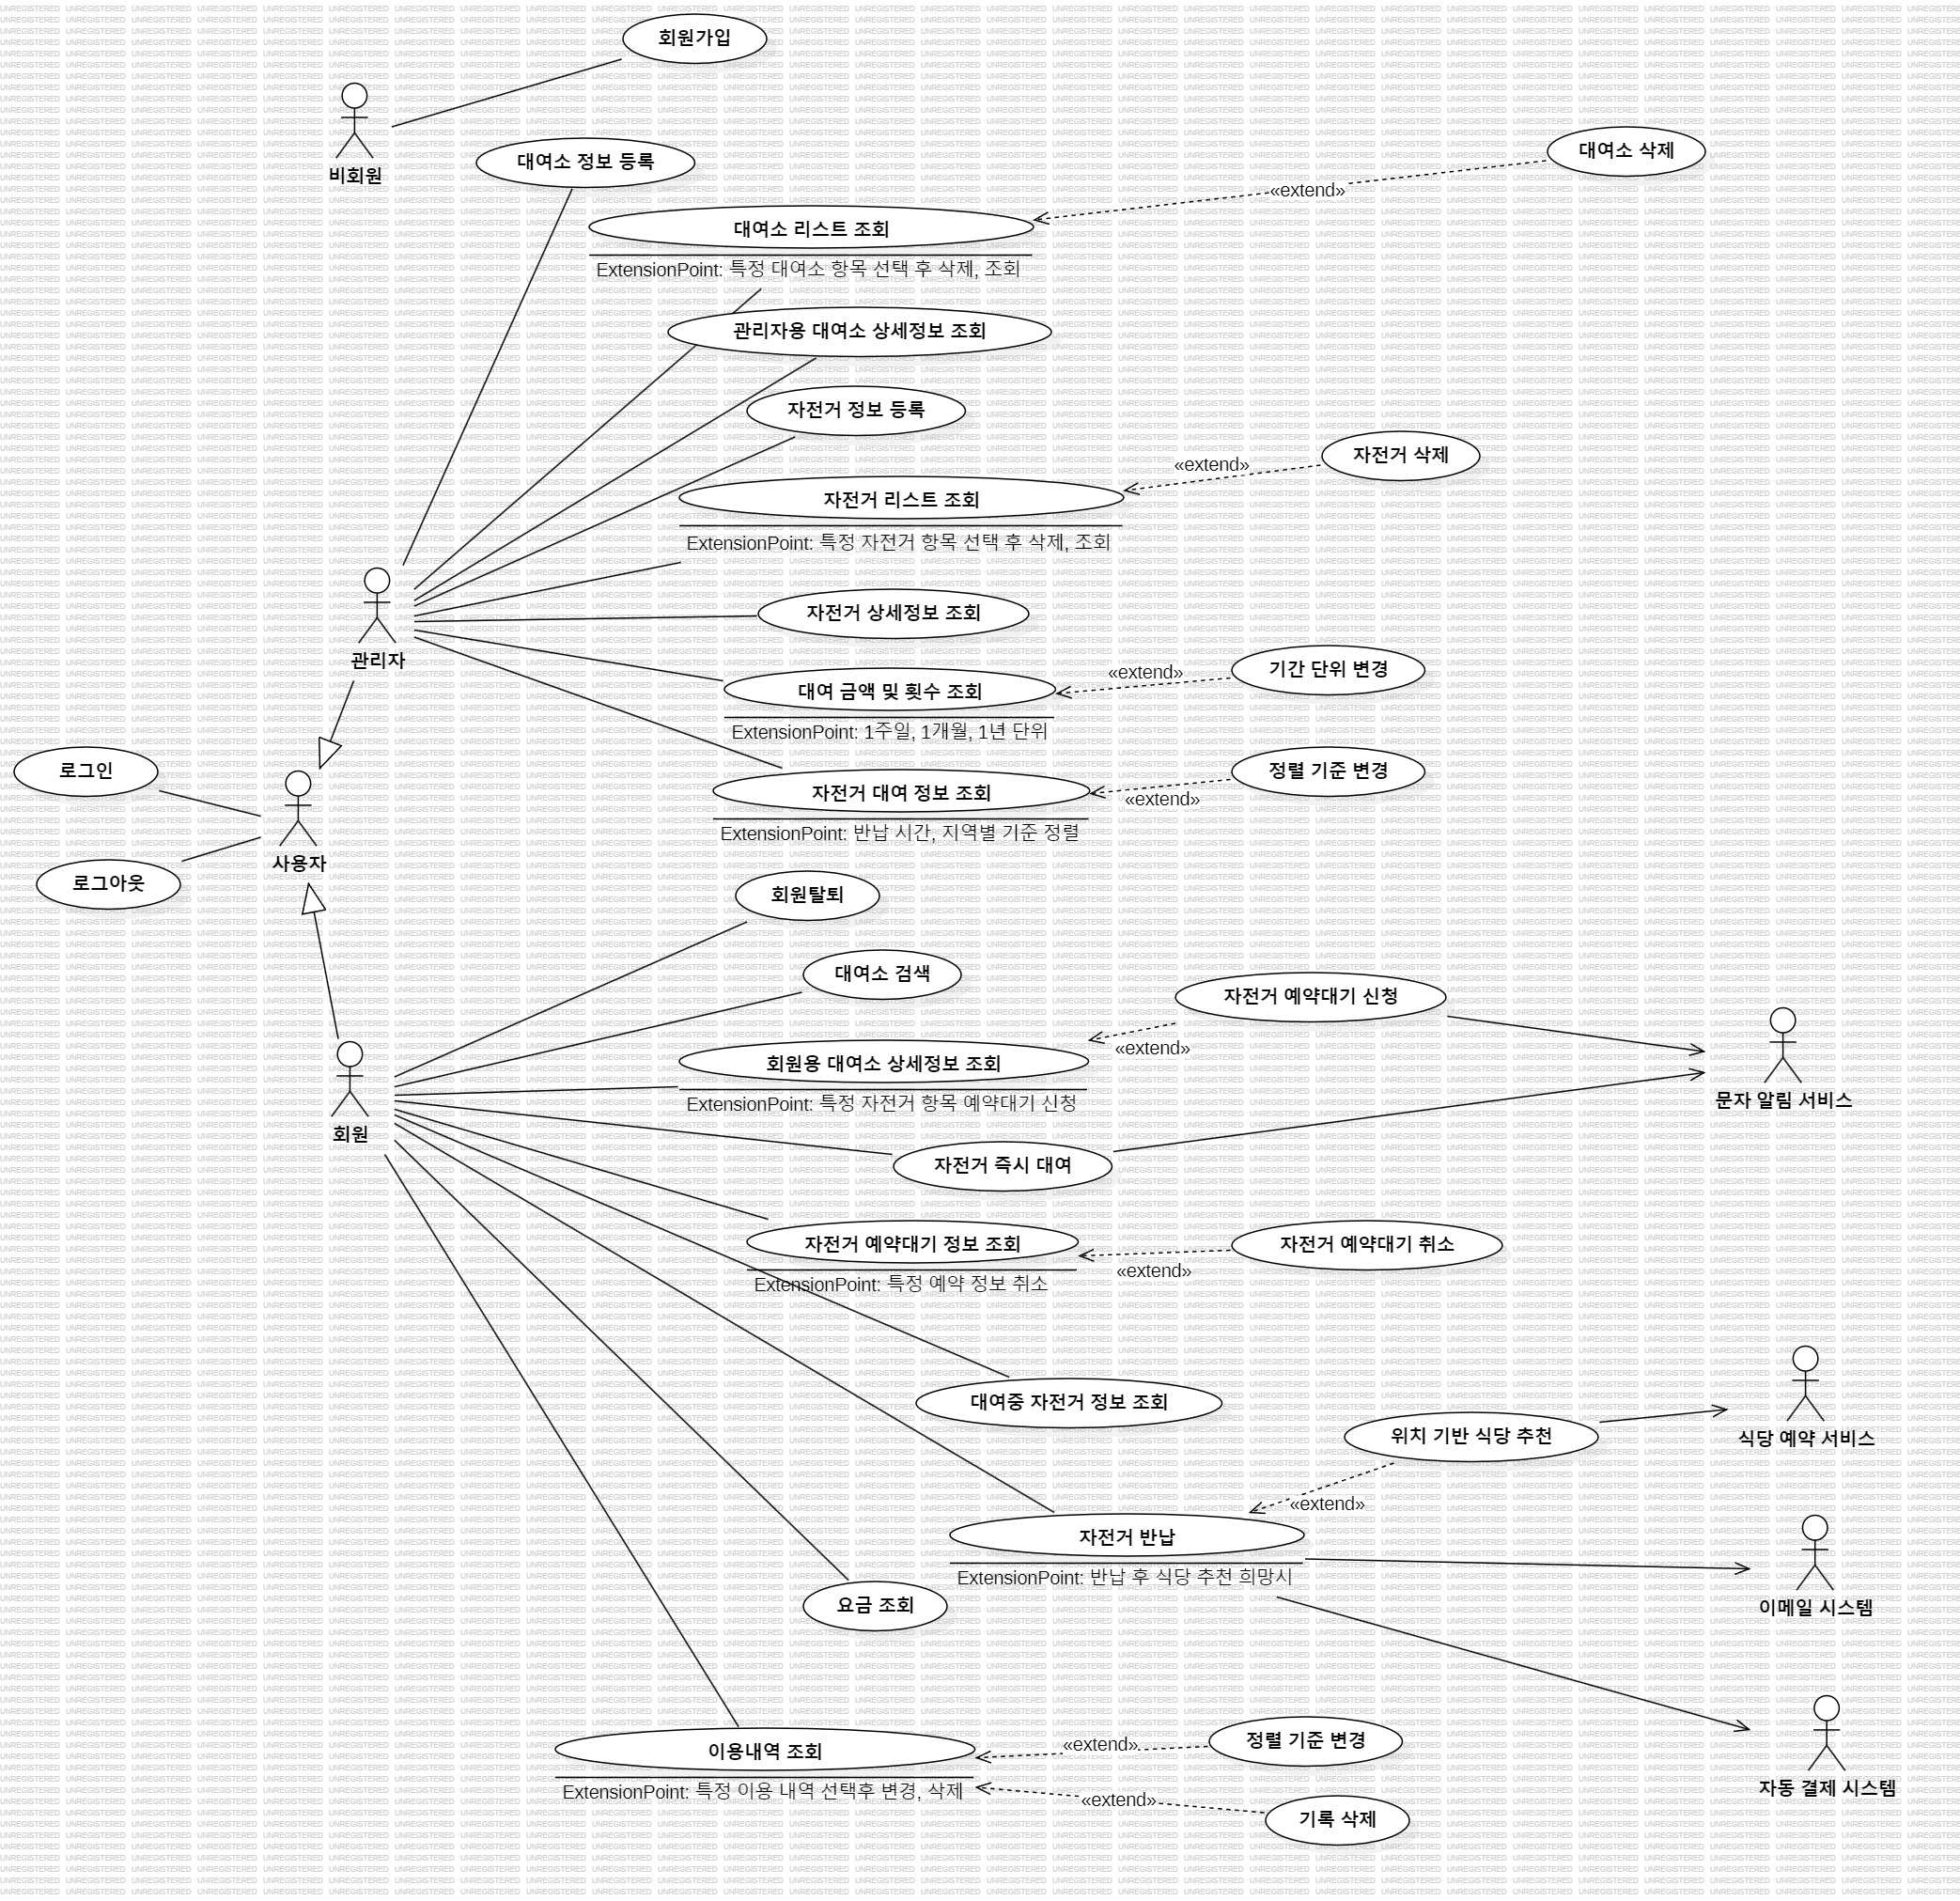 회원가입
비회원
대여소 정보 등록
대여소 삭제
«extend»
대여소 리스트 조회
ExtensionPoint: 특정 대여소 항목 선택 후 삭제, 조회
관리자용 대여소 상세정보 조회
자전거 정보 등록
자전거 삭제
«extend»
자전거 리스트 조회
ExtensionPoint: 특정 자전거 항목 선택 후 삭제, 조회
자전거 상세정보 조회
관리자
기간 단위 변경
«extend»
대여 금액 및 횟수 조회
ExtensionPoint: 1주일, 1개월, 1년 단위
로그인
정렬 기준 변경
자전거 대여 정보 조회
«extend»
ExtensionPoint: 반납 시간, 지역별 기준 정렬
사용자
로그아웃
회원탈퇴
대여소 검색
자전거 예약대기 신청
«extend»
회원용 대여소 상세정보 조회
ExtensionPoint: 특정 자전거 항목 예약대기 신청
문자 알림 서비스
회원
자전거 즉시 대여
자전거 예약대기 정보 조회
자전거 예약대기 취소
«extend»
ExtensionPoint: 특정 예약 정보 취소
대여중 자전거 정보 조회
위치 기반 식당 추천
식당 예약 서비스
«extend»
자전거 반납
ExtensionPoint: 반납 후 식당 추천 희망시
요금 조회
이메일 시스템
정렬 기준 변경
«extend»
이용내역 조회
ExtensionPoint: 특정 이용 내역 선택후 변경, 삭제
«extend»
자동 결제 시스템
기록 삭제
UNREGISTERED